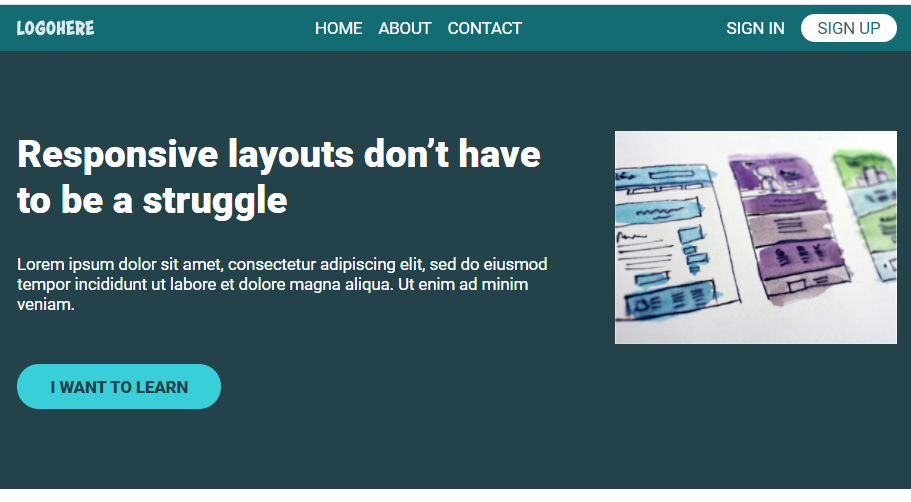 LOGOHERE
HOME ABOUT CONTACT
SIGN IN SIGN UP
Responsive layouts don’t have
to be a struggle
Lorem ipsum dolor sit amet, consectetur adipiscing elit, sed do eiusmod
tempor incididunt ut labore et dolore magna aliqua. Ut enim ad minim
veniam.
I WANT TO LEARN